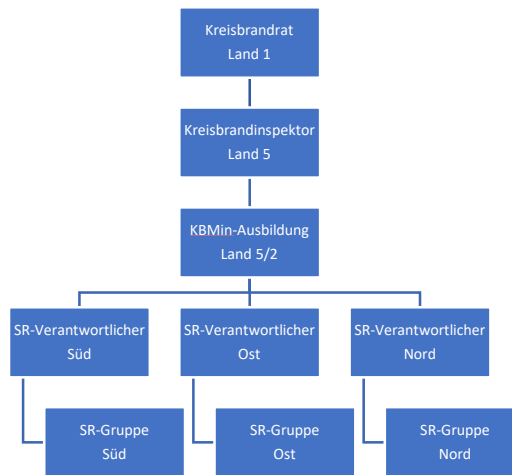 Kreisbrandrat
Land 1
Kreisbrandinspektor
Land 5
KBMin-Ausbildung
Land 5/2
SR-Verantwortlicher
Süd
SR-Verantwortlicher
Ost
SR-Verantwortlicher
Nord
SR-Gruppe
Süd
SR-Gruppe
Ost
SR-Gruppe
Nord